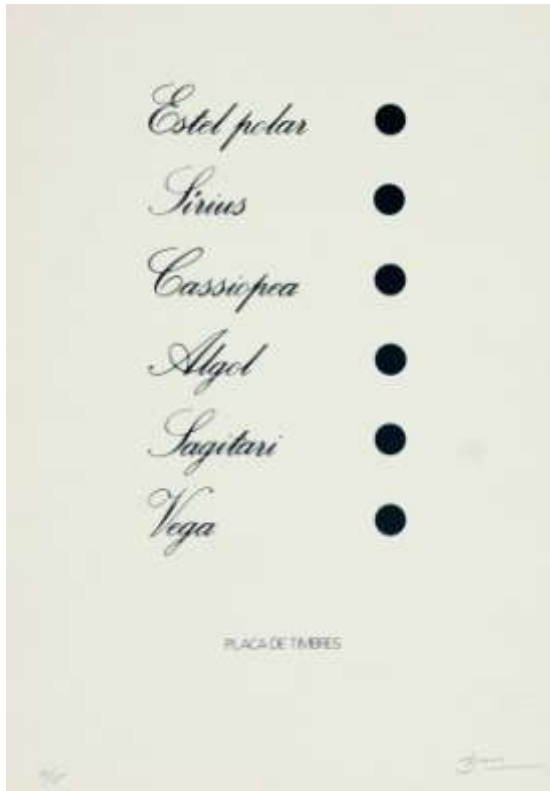 Estel polar
Sirius
Cassiopea
Algol
Sagitari
Vega
PLACA DE TIMBRES